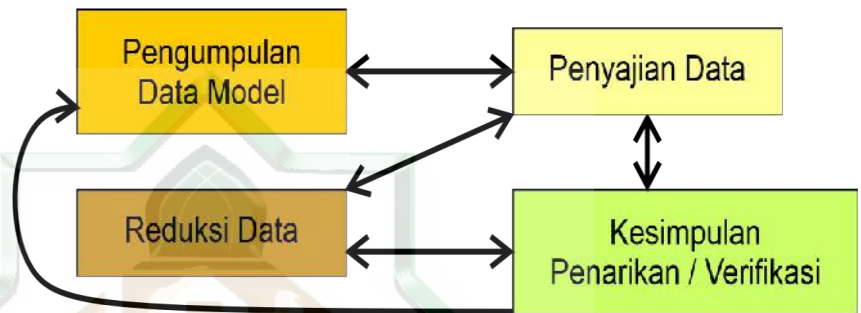 Pengumpulan
Data Model
Penyajian Data
Reduksi Data
Kesimpulan
Penarikan / Verifikasi